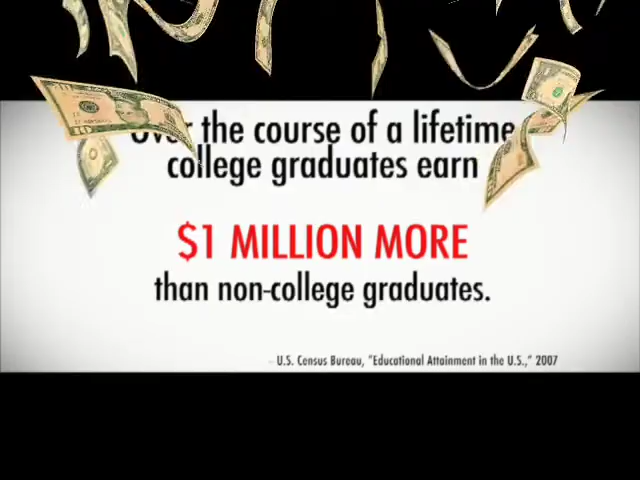 Over the course of a lifetime
college graduates earn
$1 MILLION MORE
than non-college graduates.
- U.S. Census Bureau, "Educational Attainment in the U.S.," 2007